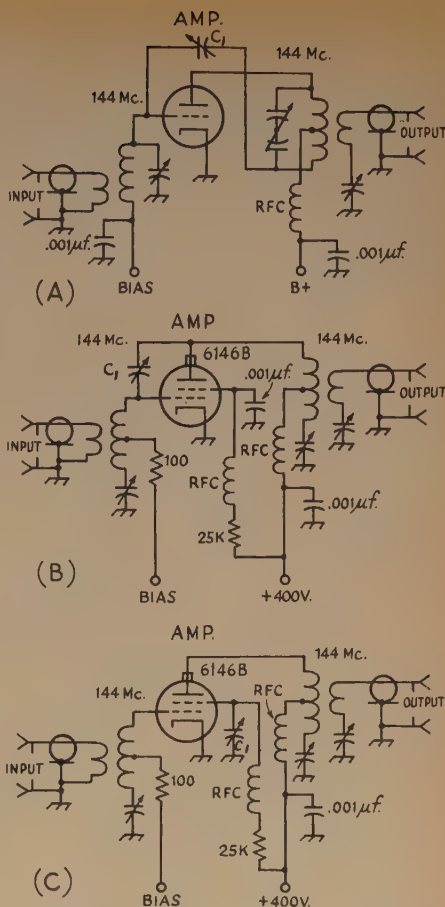 AMP.
C₁
144 Mc.
144 Mc.
INPUT
OUTPUT
RFC
.001µf.
.001µf.
(A)
BIAS
B+
AMP
144 Mc.
6146B
144 Mc.
C₁
.001µf.
INPUT
OUTPUT
100
RFC
RFC
.001µf.
25K
(B)
BIAS
+400V.
AMP.
6146B
144 Mc.
144 Mc.
RFC
C₁
INPUT
OUTPUT
100
RFC
.001µf.
25K
(C)
BIAS
+400V.